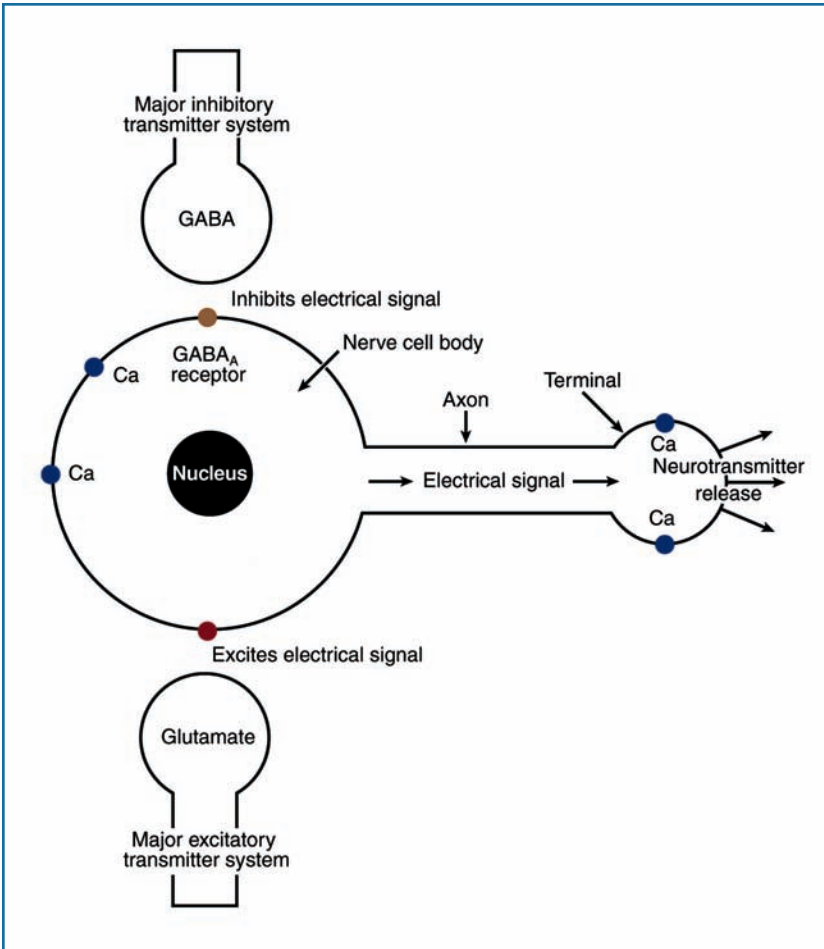 Major inhibitory
transmitter system
GABA
Inhibits electrical signal
GABA_A
receptor
Nerve cell body
Ca
Terminal
Axon
Ca
Nucleus
Ca
Electrical signal
Neurotransmitter
release
Ca
Excites electrical signal
Glutamate
Major excitatory
transmitter system